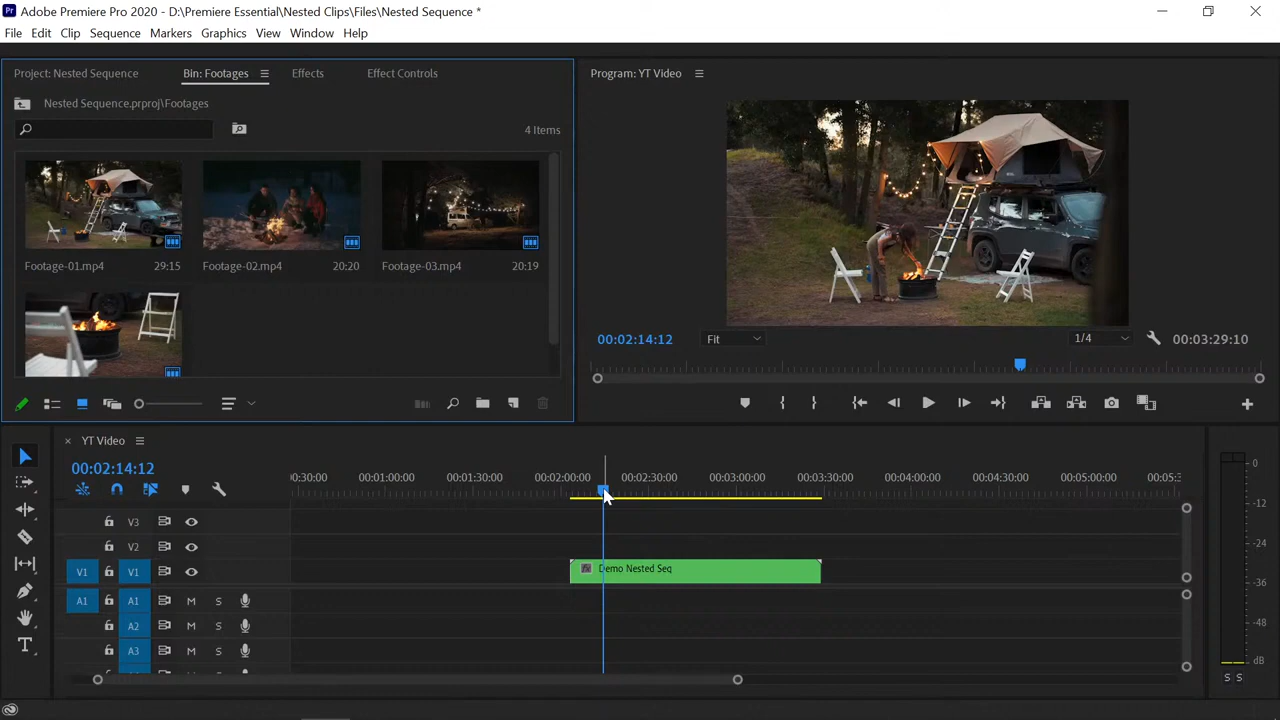 Pr Adobe Premiere Pro 2020 - D:\Premiere Essential\Nested Clips\Files\Nested Sequence *
File Edit Clip Sequence Markers Graphics View Window Help
Project: Nested Sequence Bin: Footages Effects Effect Controls
Program: YT Video
Nested Sequence.prproj\Footages
4 Items
Footage-01.mp4 29:15
Footage-02.mp4 20:20
Footage-03.mp4 20:19
00:02:14:12 Fit 1/4 00:03:29:10
YT Video
00:02:14:12
:30:00 00:01:00:00 00:01:30:00 00:02:00:00 00:02:30:00 00:03:00:00 00:03:30:00 00:04:00:00 00:04:30:00 00:05:00:00 00:05:3
V3
V2
V1 V1 fx Demo Nested Seq
A1 A1 M S
A2 M S
A3 M S
0
-12
-24
-36
-48
dB
S S